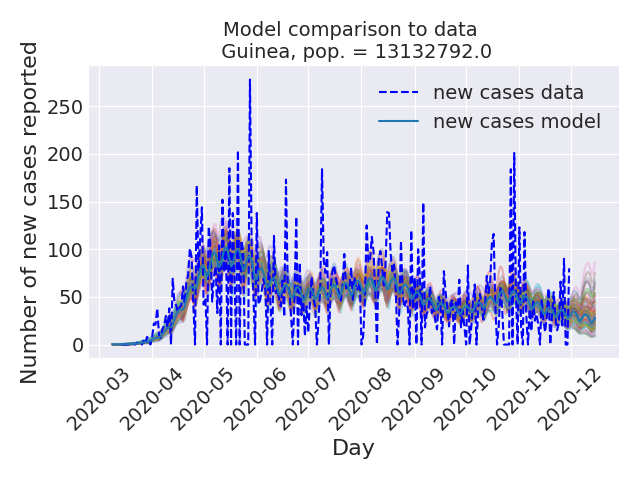 Model comparison to data
Guinea, pop. = 13132792.0
Number of new cases reported
250
200
150
100
50
0
new cases data
new cases model
2020-03
2020-04
2020-05
2020-06
2020-07
2020-08
2020-09
2020-10
2020-11
2020-12
Day